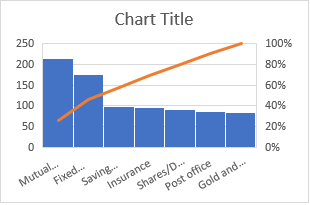 Chart Title
250
200
150
100
50
0
100%
80%
60%
40%
20%
0%
Mutual...
Fixed...
Saving...
Insurance
Shares/D...
Post office
Gold and...